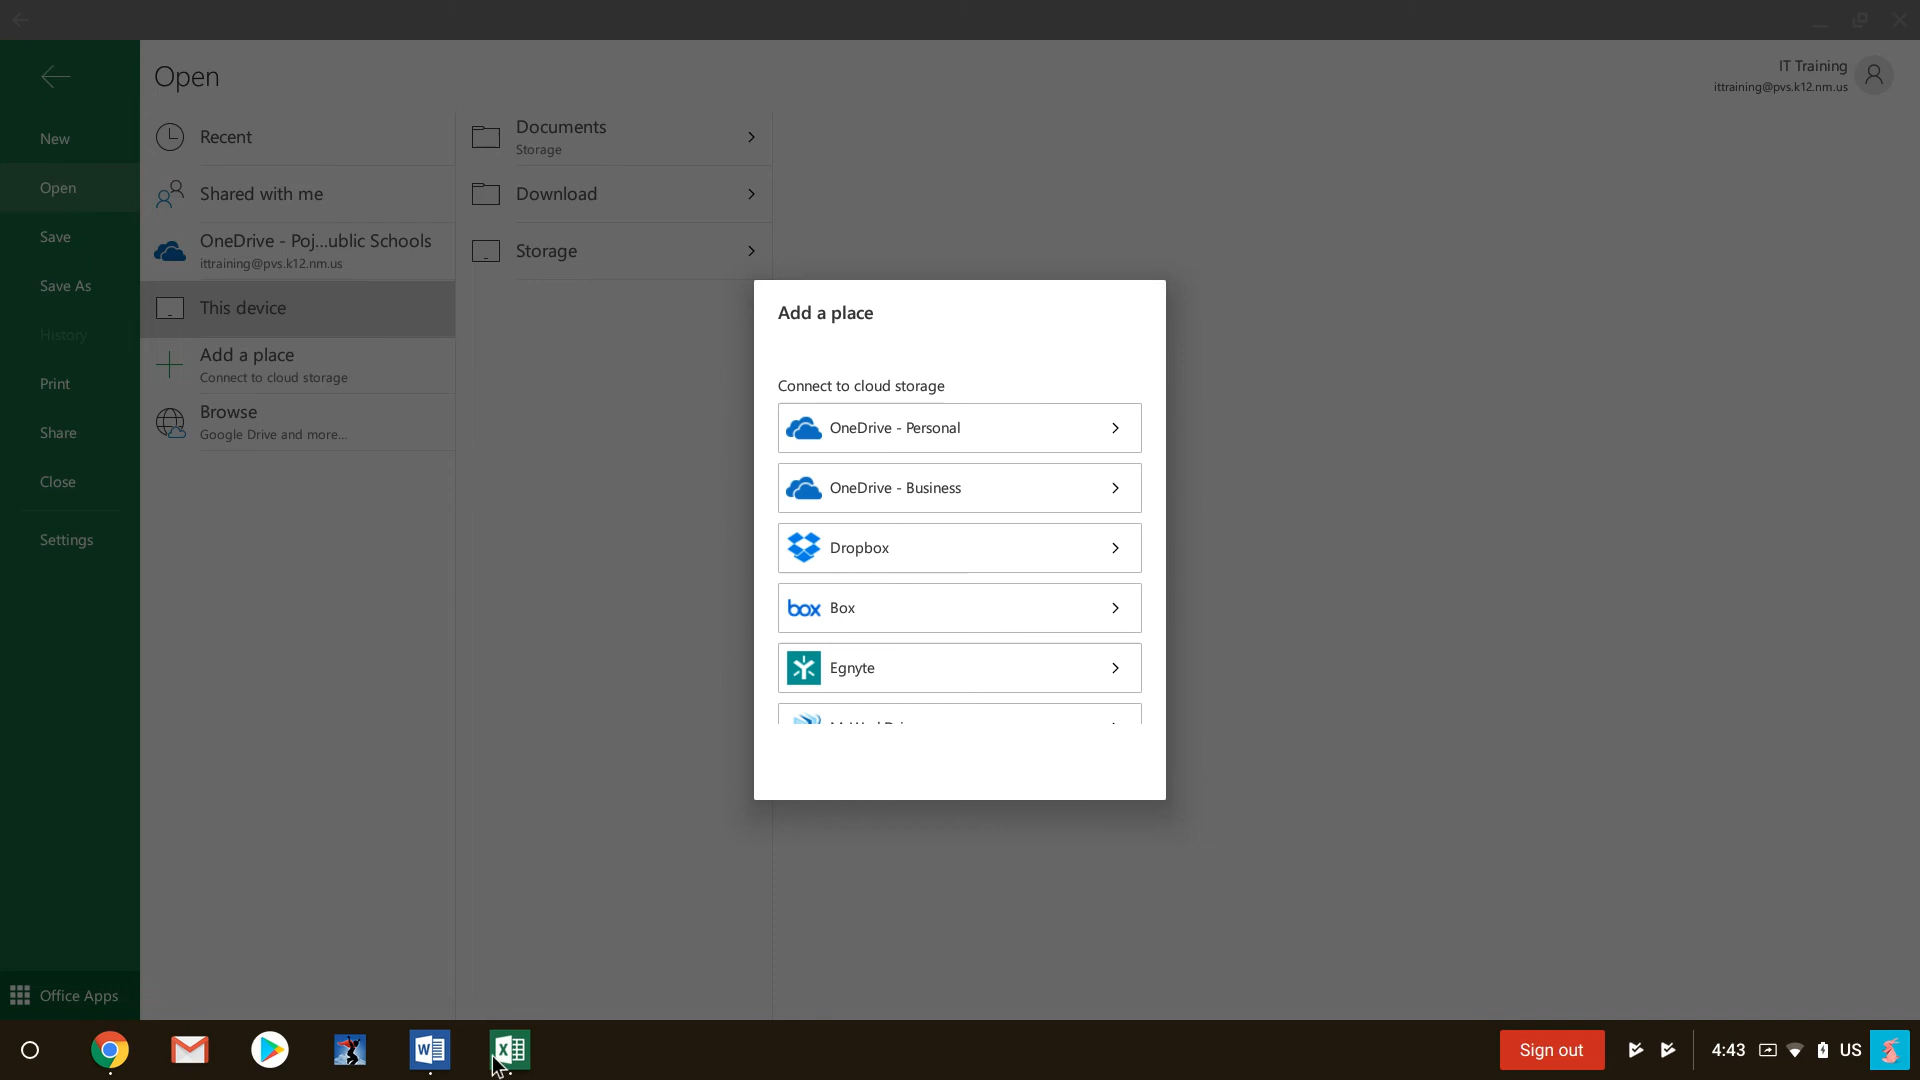 Open
IT Training
ittraining@pvs.k12.nm.us
New
Open
Save
Save As
History
Print
Share
Close
Settings
Office Apps
Recent
Shared with me
OneDrive - Poj...ublic Schools
ittraining@pvs.k12.nm.us
This device
Add a place
Connect to cloud storage
Browse
Google Drive and more...
Documents
Storage
Download
Storage
Add a place
Connect to cloud storage
OneDrive - Personal
OneDrive - Business
Dropbox
box Box
Egnyte
Sign out
4:43
US